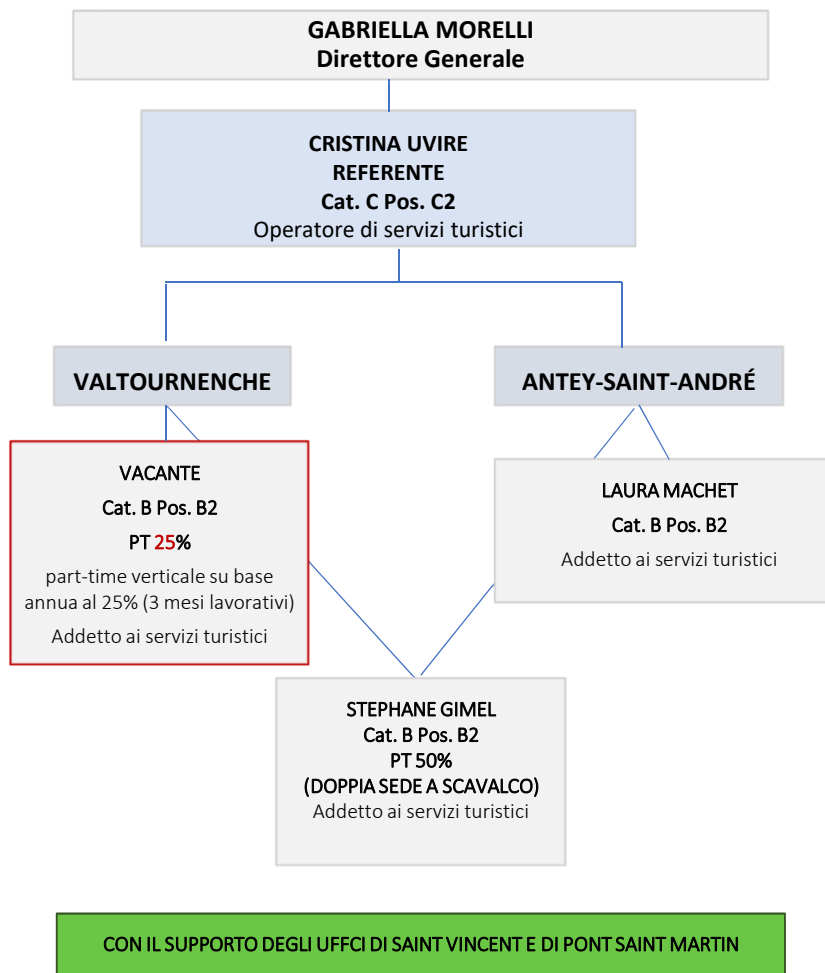 GABRIELLA MORELLI
Direttore Generale
CRISTINA UVIRE
REFERENTE
Cat. C Pos. C2
Operatore di servizi turistici
VALTOURNENCHE
ANTEY-SAINT-ANDRÉ
VACANTE
Cat. B Pos. B2
PT 25%
part-time verticale su base
annua al 25% (3 mesi lavorativi)
Addetto ai servizi turistici
LAURA MACHET
Cat. B Pos. B2
Addetto ai servizi turistici
STEPHANE GIMEL
Cat. B Pos. B2
PT 50%
(DOPPIA SEDE A SCAVALCO)
Addetto ai servizi turistici
CON IL SUPPORTO DEGLI UFFCI DI SAINT VINCENT E DI PONT SAINT MARTIN